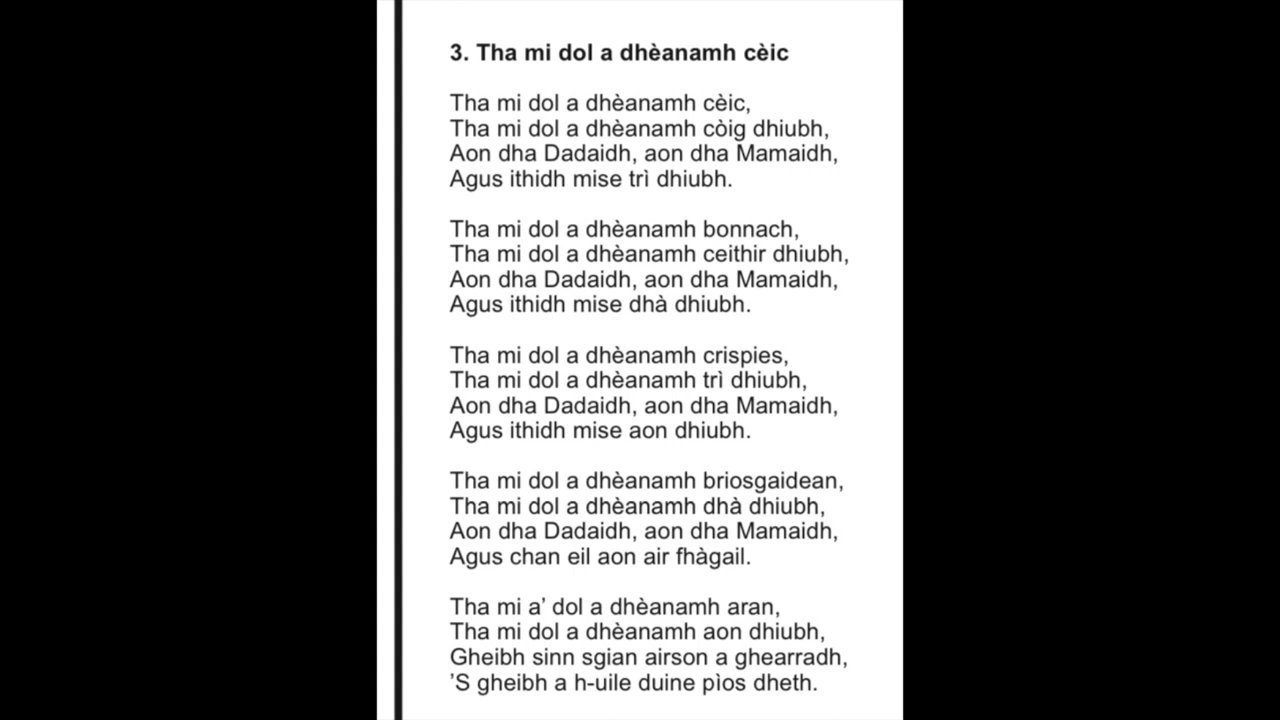 3. Tha mi dol a dhèanamh cèic
Tha mi dol a dhèanamh cèic,
Tha mi dol a dhèanamh còig dhiubh,
Aon dha Dadaidh, aon dha Mamaidh,
Agus ithidh mise trì dhiubh.
Tha mi dol a dhèanamh bonnach,
Tha mi dol a dhèanamh ceithir dhiubh,
Aon dha Dadaidh, aon dha Mamaidh,
Agus ithidh mise dhà dhiubh.
Tha mi dol a dhèanamh crispies,
Tha mi dol a dhèanamh trì dhiubh,
Aon dha Dadaidh, aon dha Mamaidh,
Agus ithidh mise aon dhiubh.
Tha mi dol a dhèanamh briosgaidean,
Tha mi dol a dhèanamh dhà dhiubh,
Aon dha Dadaidh, aon dha Mamaidh,
Agus chan eil aon air fhàgail.
Tha mi a’ dol a dhèanamh aran,
Tha mi dol a dhèanamh aon dhiubh,
Gheibh sinn sgian airson a ghearradh,
’S gheibh a h-uile duine pìos dheth.